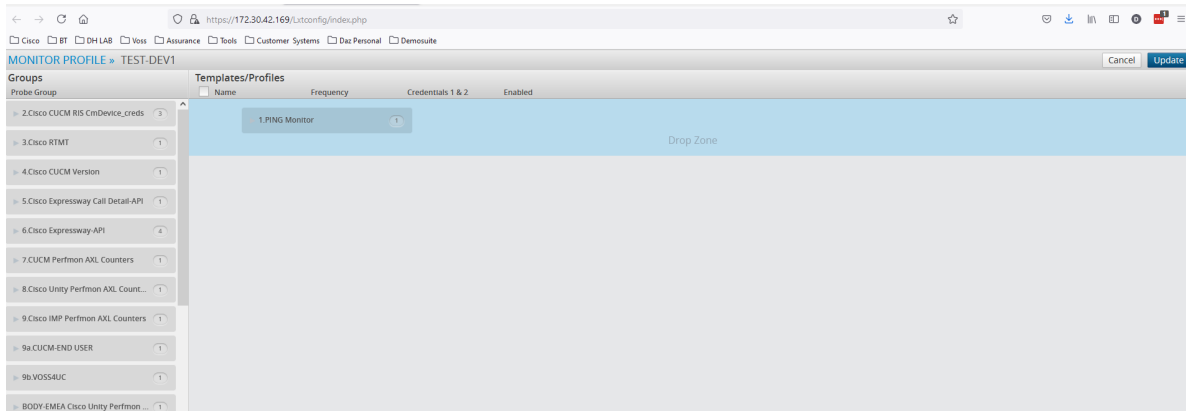 https://172.30.42.169/Lxtconfig/index.php
1
Cisco BT DH LAB Voss Assurance Tools Customer Systems Daz Personal Demosuite
MONITOR PROFILE » TEST-DEV1 Cancel Update
Groups Templates/Profiles
Probe Group Name Frequency Credentials 1 & 2 Enabled
2.Cisco CUCM RIS CmDevice_creds 3
1.PING Monitor 1
Drop Zone
3.Cisco RTMT 1
4.Cisco CUCM Version 1
5.Cisco Expressway Call Detail-API 1
6.Cisco Expressway-API 4
7.CUCM Perfmon AXL Counters 1
8.Cisco Unity Perfmon AXL Count... 1
9.Cisco IMP Perfmon AXL Counters 1
9a.CUCM-END USER 1
9b.VOSS4UC 1
BODY-EMEA Cisco Unity Perfmon ... 1